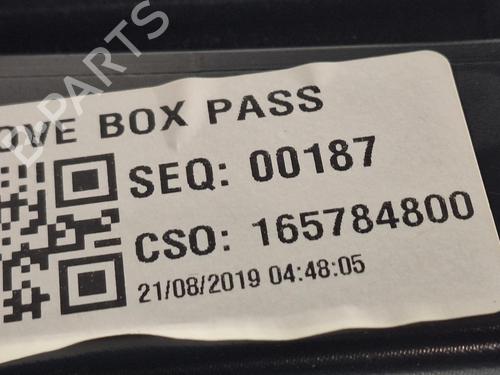 OVE BOX PASS
SEQ: 00187
CSO: 165784800
21/08/2019 04:48:05
B-PARTS